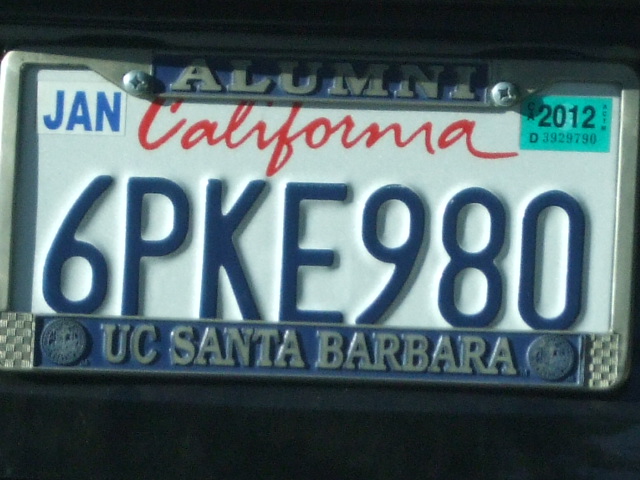 ALUMNI
JAN California 2012
D 3929790
6PKE980
UC SANTA BARBARA